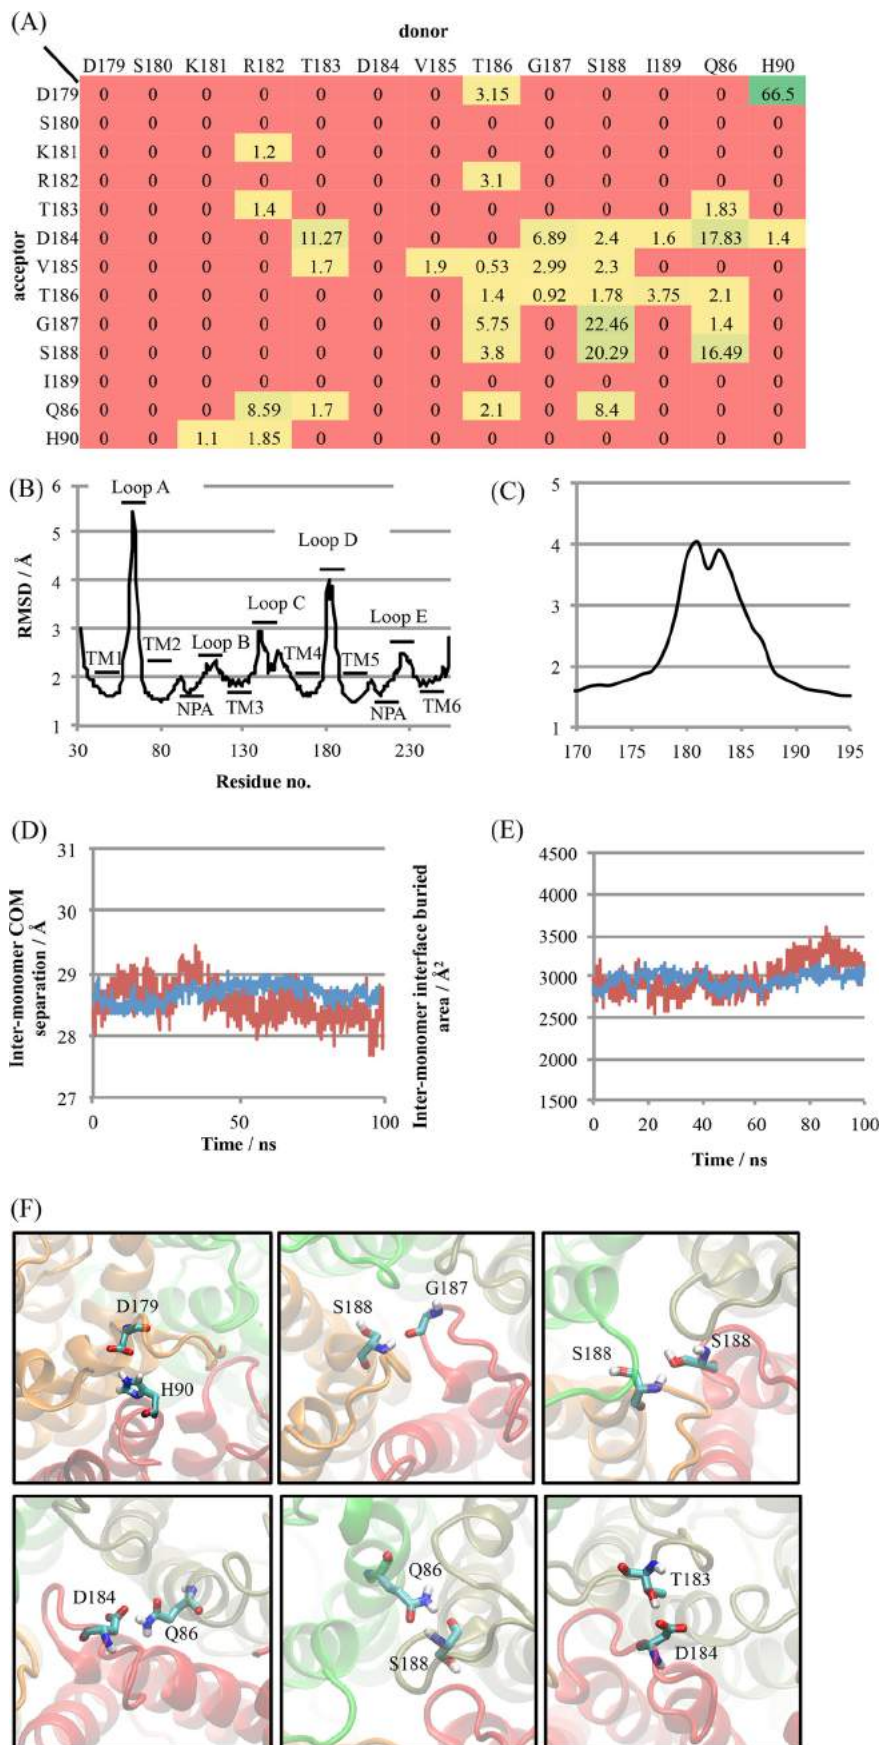 (A)
donor
D179 S180 K181 R182 T183 D184 V185 T186 G187 S188 I189 Q86 H90
acceptor
D179 0 0 0 0 0 0 0 3.15 0 0 0 0 66.5
S180 0 0 0 0 0 0 0 0 0 0 0 0 0
K181 0 0 0 1.2 0 0 0 0 0 0 0 0 0
R182 0 0 0 0 0 0 0 3.1 0 0 0 0 0
T183 0 0 0 1.4 0 0 0 0 0 0 0 1.83 0
D184 0 0 0 0 11.27 0 0 0 6.89 2.4 1.6 17.83 1.4
V185 0 0 0 0 1.7 0 1.9 0.53 2.99 2.3 0 0 0
T186 0 0 0 0 0 0 0 1.4 0.92 1.78 3.75 2.1 0
G187 0 0 0 0 0 0 0 5.75 0 22.46 0 1.4 0
S188 0 0 0 0 0 0 0 3.8 0 20.29 0 16.49 0
I189 0 0 0 0 0 0 0 0 0 0 0 0 0
Q86 0 0 0 8.59 1.7 0 0 2.1 0 8.4 0 0 0
H90 0 0 1.1 1.85 0 0 0 0 0 0 0 0 0
(B)
RMSD / Å
6
5
4
3
2
1
Loop A
Loop D
Loop C
Loop E
TM2
Loop B
TM4
TM1
TM5
NPA
TM3
NPA
TM6
30 80 130 180 230
Residue no.
(C)
5
4
3
2
1
170 175 180 185 190 195
(D)
Inter-monomer COM
separation / Å
31
30
29
28
27
0 50 100
Time / ns
(E)
Inter-monomer interface buried
area / Å²
4500
4000
3500
3000
2500
2000
1500
0 20 40 60 80 100
Time / ns
(F)
D179
H90
S188
G187
S188
S188
D184
Q86
Q86
S188
T183
D184